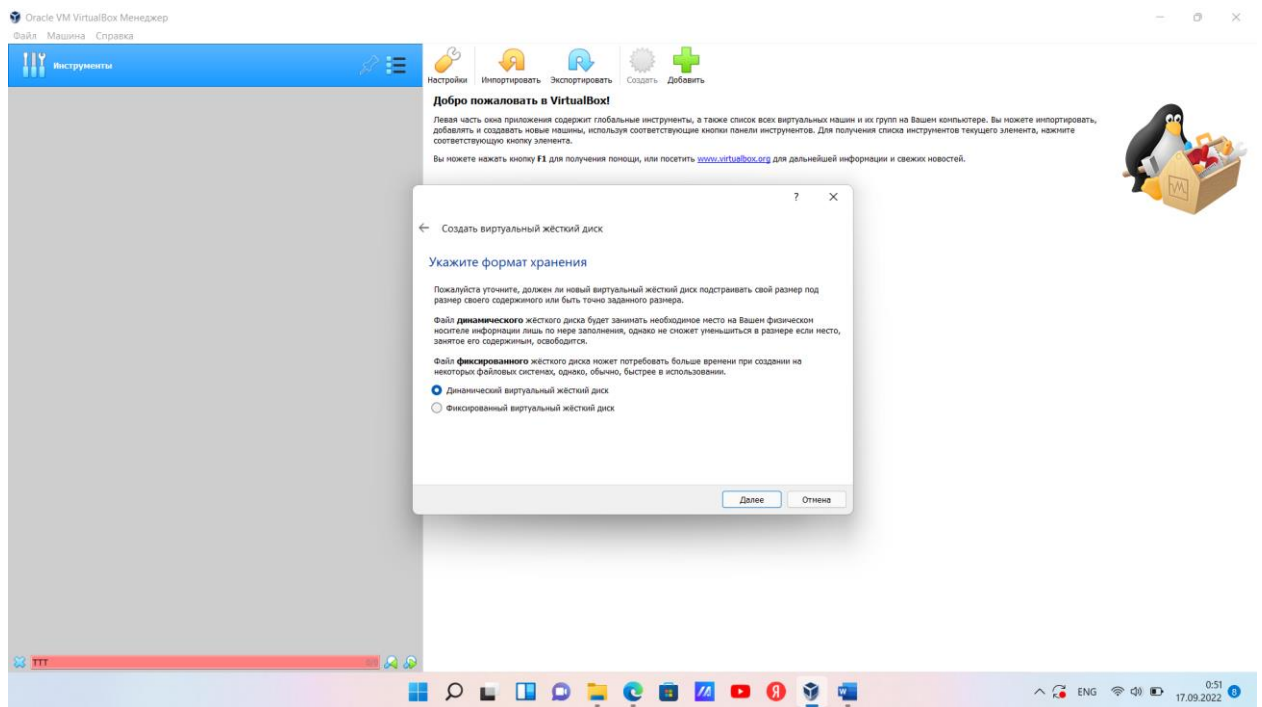 Oracle VM VirtualBox Менеджер
Файл Машина Справка
Инструменты
Настройки Импортировать Экспортировать Создать Добавить
Добро пожаловать в VirtualBox!
Левая часть окна приложения содержит глобальные инструменты, а также список всех виртуальных машин и их групп на Вашем компьютере. Вы можете импортировать,
добавлять и создавать новые машины, используя соответствующие кнопки панели инструментов. Для получения списка инструментов текущего элемента, нажмите
соответствующую кнопку элемента.
Вы можете нажать кнопку F1 для получения помощи, или посетить www.virtualbox.org для дальнейшей информации и свежих новостей.
?
Создать виртуальный жёсткий диск
Укажите формат хранения
Пожалуйста уточните, должен ли новый виртуальный жёсткий диск подстраивать свой размер под
размер своего содержимого или быть точно заданного размера.
Файл динамического жёсткого диска будет занимать необходимое место на Вашем физическом
носителе информации лишь по мере заполнения, однако не сможет уменьшиться в размере если место,
занятое его содержимым, освободится.
Файл фиксированного жёсткого диска может потребовать больше времени при создании на
некоторых файловых системах, однако, обычно, быстрее в использовании.
Динамический виртуальный жёсткий диск
Фиксированный виртуальный жёсткий диск
Далее Отмена
ТТТ
Я W
ENG
0:51
17.09.2022 8